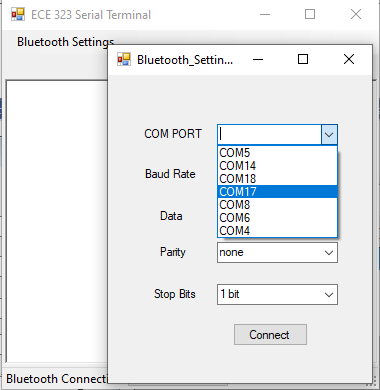 ECE 323 Serial Terminal
Bluetooth Settings
Bluetooth_Settin...
COM PORT
COM5
COM14
COM18
COM17
COM8
COM6
COM4
Baud Rate
Data
Parity
none
Stop Bits
1 bit
Connect
Bluetooth Connecti